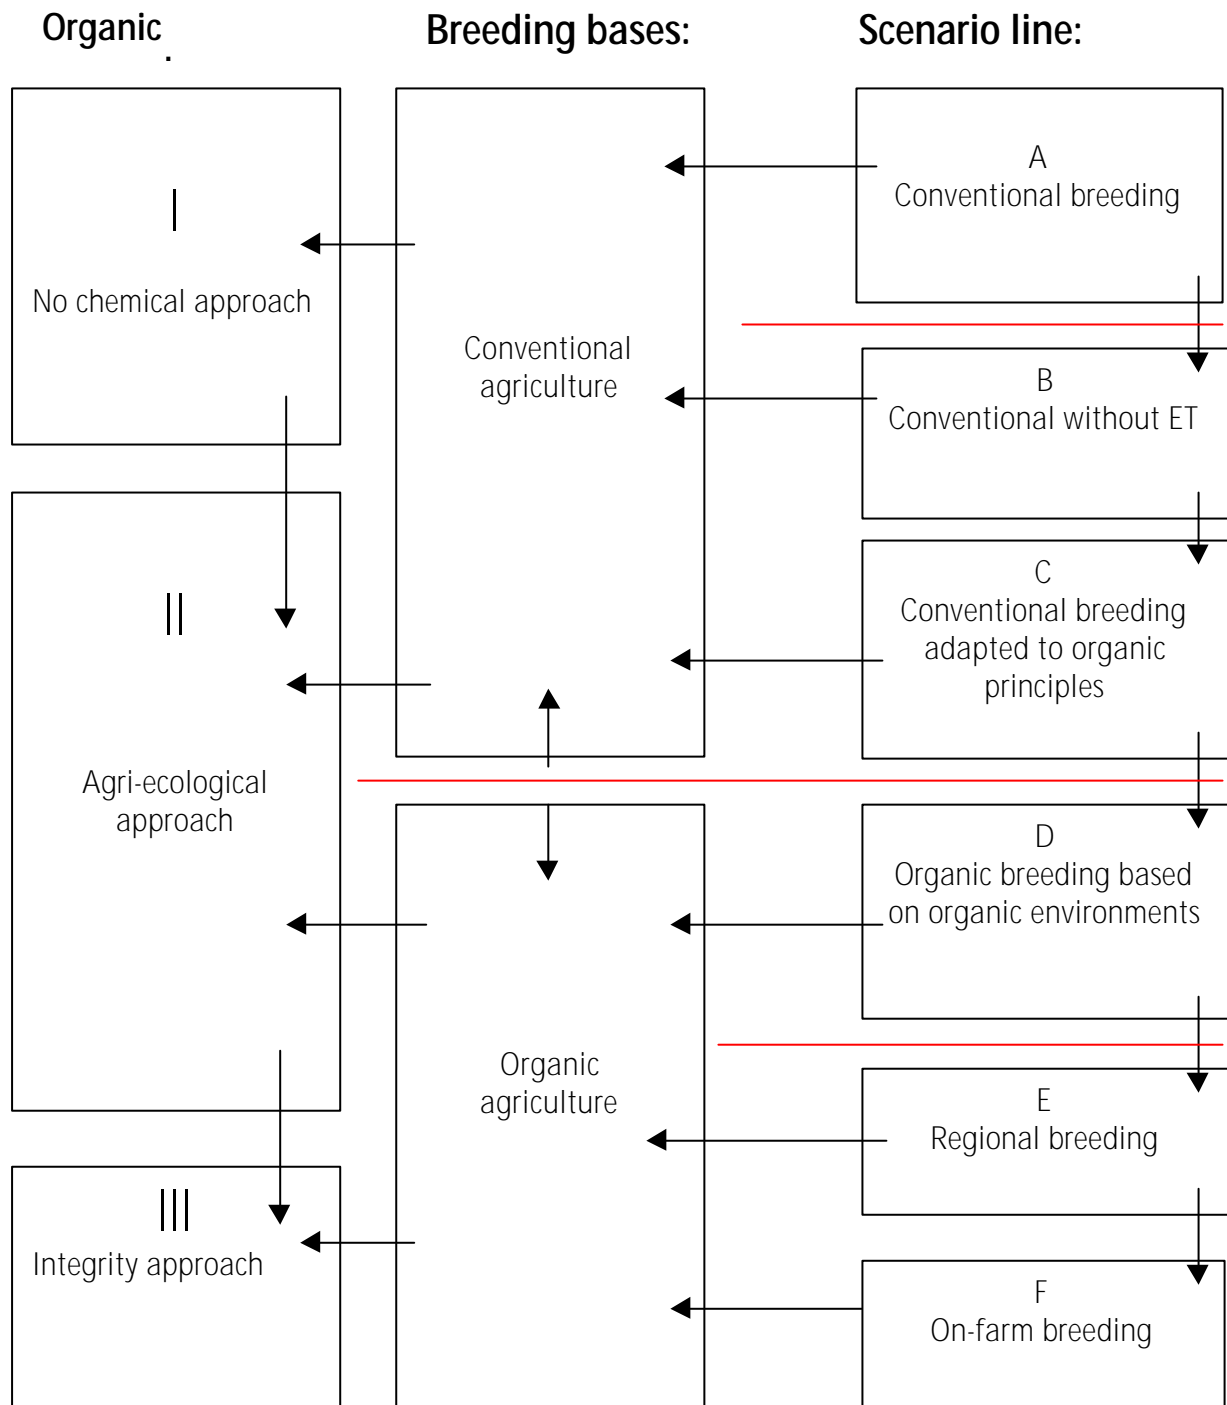 Organic
.
Breeding bases:
Scenario line:
I
No chemical approach
II
Agri-ecological
approach
III
Integrity approach
Conventional
agriculture
Organic
agriculture
A
Conventional breeding
B
Conventional without ET
C
Conventional breeding
adapted to organic
principles
D
Organic breeding based
on organic environments
E
Regional breeding
F
On-farm breeding